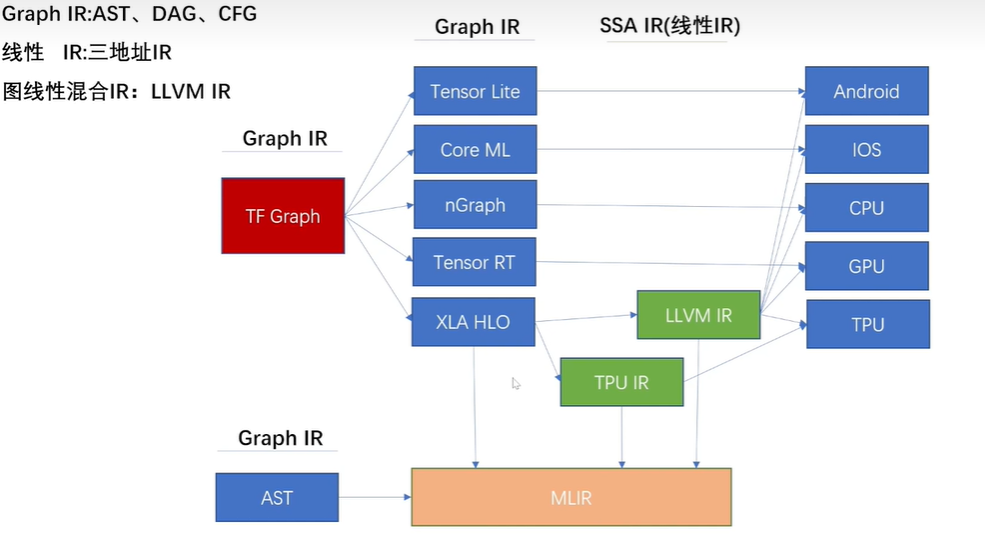 Graph IR:AST、DAG、CFG
线性 IR:三地址IR
图线性混合IR：LLVM IR
Graph IR
SSA IR(线性IR)
Graph IR
TF Graph
Tensor Lite
Core ML
nGraph
Tensor RT
XLA HLO
LLVM IR
TPU IR
Android
IOS
CPU
GPU
TPU
Graph IR
AST
MLIR